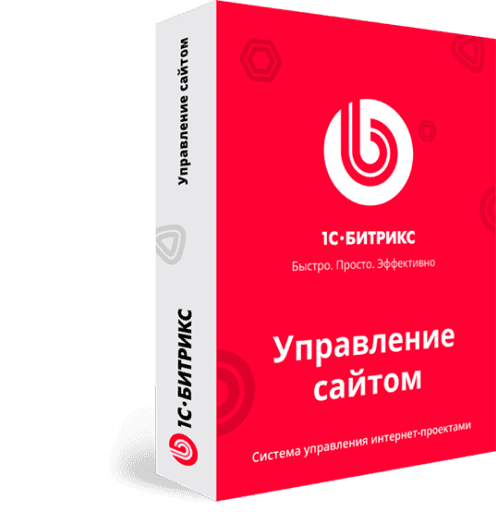 Управление сайтом
1С·БИТРИКС
1С·БИТРИКС
Быстро. Просто. Эффективно
Управление
сайтом
Система управления интернет-проектами